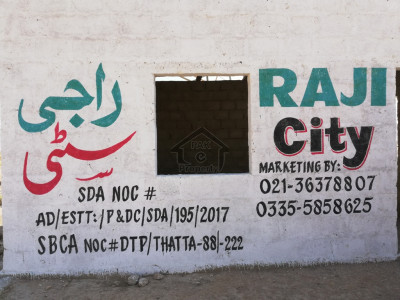 راجی
سٹی
SDA NOC #
AD/ESTT:/P&DC/SDA/195/2017
SBCA NOC#DTP/THATTA-88/-222
RAJI
City
MARKETING BY:
021-36378807
0335-5858625